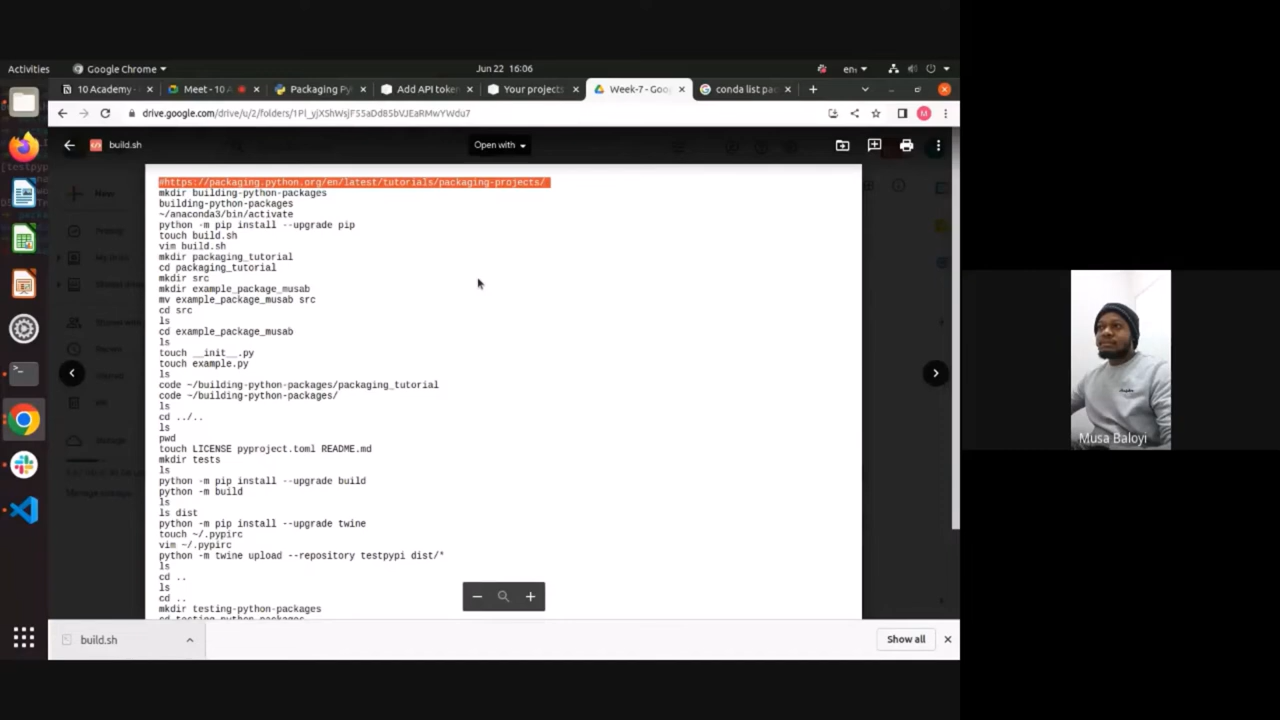 Activities
Google Chrome
Jun 22 16:06
en
10 Academy -
Meet - 10
Packaging Py
Add API token
Your projects
Week-7 - Goo
conda list pac
drive.google.com/drive/u/2/folders/1Pl_yjXShWsjFS5aDd8SbVJEaRMwYWdu7
M
build.sh
Open with
#https://packaging.python.org/en/latest/tutorials/packaging-projects/
mkdir building-python-packages
building-python-packages
~/anaconda3/bin/activate
python -m pip install --upgrade pip
touch build.sh
vim build.sh
mkdir packaging_tutorial
cd packaging_tutorial
mkdir src
mkdir example_package_musab
mv example_package_musab src
cd src
ls
cd example_package_musab
ls
touch __init__.py
touch example.py
ls
code ~/building-python-packages/packaging_tutorial
code ~/building-python-packages/
ls
cd ../..
ls
pwd
touch LICENSE pyproject.toml README.md
mkdir tests
ls
python -m pip install --upgrade build
python -m build
ls
ls dist
python -m pip install --upgrade twine
touch ~/.pypirc
vim ~/.pypirc
python -m twine upload --repository testpypi dist/*
ls
cd ..
ls
cd ..
mkdir testing-python-packages
cd testing-python-packages
build.sh
Show all
Musa Baloyi